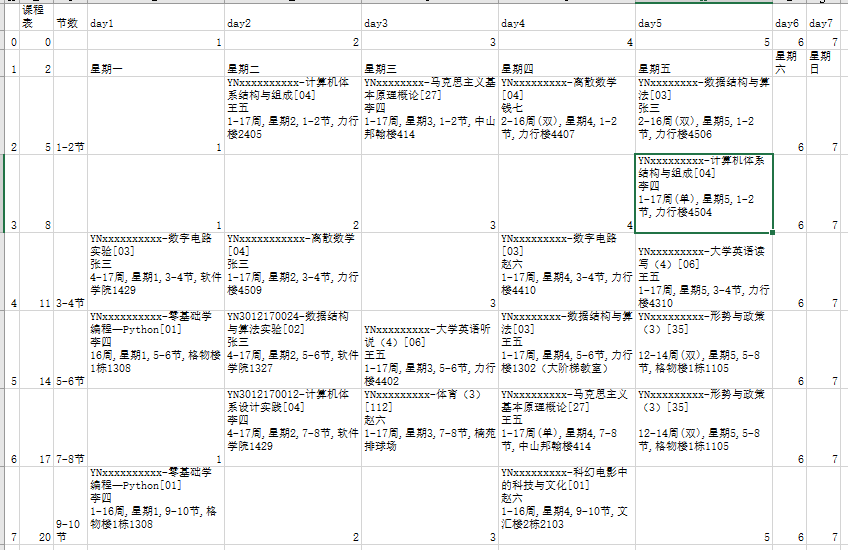 课程表 节数 day1 day2 day3 day4 day5 day6 day7
0 0 1 2 3 4 5 6 7
1 2 星期一 星期二 星期三 星期四 星期五 星期六 星期日
2 5 1-2节 1
YNxxxxxxxxxx-计算机体
系结构与组成[04]
王五
1-17周,星期2,1-2节,力行
楼2405
YNxxxxxxxxx-马克思主义基
本原理概论[27]
李四
1-17周,星期3,1-2节,中山
邦翰楼414
YNxxxxxxxxx-离散数学
[04]
钱七
2-16周(双),星期4,1-2
节,力行楼4407
YNxxxxxxxx-数据结构与算
法[03]
张三
2-16周(双),星期5,1-2
节,力行楼4506
6 7
3 8 1 2 3 4
YNxxxxxxxxx-计算机体系
结构与组成[04]
李四
1-17周(单),星期5,1-2
节,力行楼4504
6 7
4 11 3-4节
YNxxxxxxxxxx-数字电路
实验[03]
张三
4-17周,星期1,3-4节,软件
学院1429
YNxxxxxxxxxxx-离散数学
[04]
张三
1-17周,星期2,3-4节,力行
楼4509
3
YNxxxxxxxxx-数字电路
[03]
赵六
1-17周,星期4,3-4节,力行
楼4410
YNxxxxxxxxx-大学英语读
写（4）[06]
王五
1-17周,星期5,3-4节,力行
楼4310
6 7
5 14 5-6节
YNxxxxxxxxxx-零基础学
编程—Python[01]
李四
16周,星期1,5-6节,格物楼
1栋1308
YN3012170024-数据结构
与算法实验[02]
张三
4-17周,星期2,5-6节,软件
学院1327
YNxxxxxxxxx-大学英语听
说（4）[06]
王五
1-17周,星期3,5-6节,力行
楼4402
YNxxxxxxxxx-数据结构与算
法[03]
王五
1-17周,星期4,5-6节,力行
楼1302（大阶梯教室）
YNxxxxxxxxx-形势与政策
（3）[35]
12-14周(双),星期5,5-8
节,格物楼1栋1105
6 7
6 17 7-8节 1
YN3012170012-计算机体
系设计实践[04]
李四
4-17周,星期2,7-8节,软件
学院1429
YNxxxxxxxxx-体育（3）
[112]
赵六
1-17周,星期3,7-8节,楠苑
排球场
YNxxxxxxxxx-马克思主义
基本原理概论[27]
王五
1-17周(单),星期4,7-8
节,中山邦翰楼414
YNxxxxxxxxx-形势与政策
（3）[35]
12-14周(双),星期5,5-8
节,格物楼1栋1105
6 7
7 20 9-10节
YNxxxxxxxxxx-零基础学
编程—Python[01]
李四
1-16周,星期1,9-10节,格
物楼1栋1308
2 3
YNxxxxxxxxx-科幻电影中
的科技与文化[01]
赵六
1-16周,星期4,9-10节,文
汇楼2栋2103
5 6 7